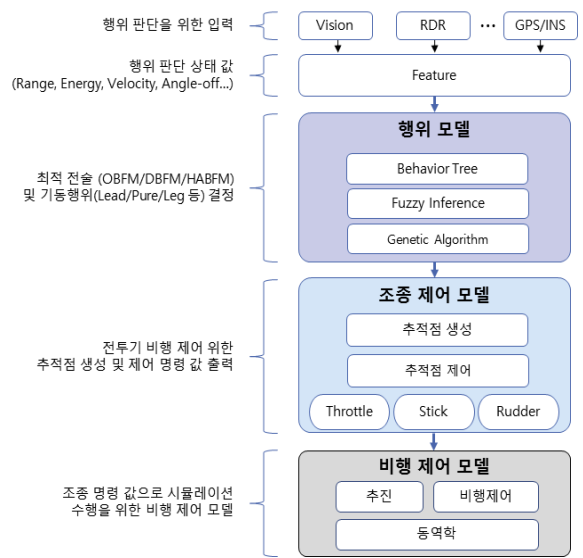 행위 판단을 위한 입력
Vision
RDR
...
GPS/INS
행위 판단 상태 값
(Range, Energy, Velocity, Angle-off...)
Feature
최적 전술 (OBFM/DBFM/HABFM)
및 기동행위(Lead/Pure/Leg 등) 결정
행위 모델
Behavior Tree
Fuzzy Inference
Genetic Algorithm
전투기 비행 제어 위한
추적점 생성 및 제어 명령 값 출력
조종 제어 모델
추적점 생성
추적점 제어
Throttle
Stick
Rudder
조종 명령 값으로 시뮬레이션
수행을 위한 비행 제어 모델
비행 제어 모델
추진
비행제어
동역학